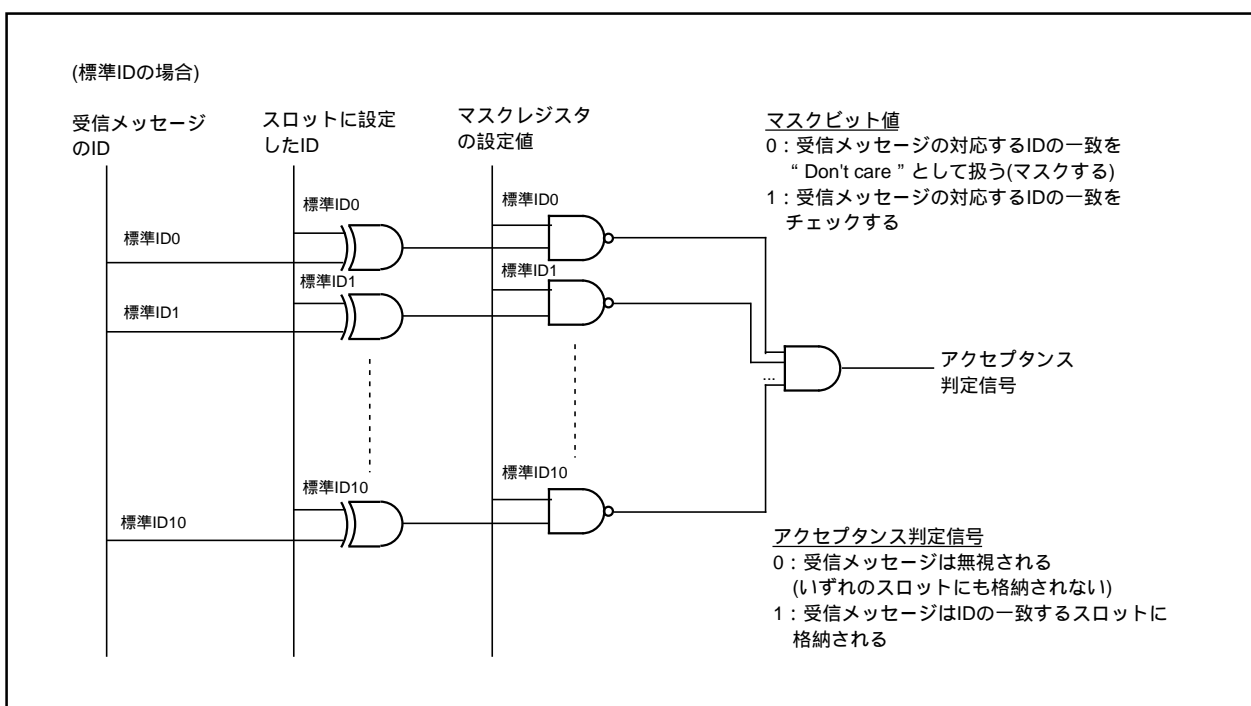 (標準IDの場合)
受信メッセージ
のID
スロットに設定
したID
マスクレジスタ
の設定値
マスクビット値
0：受信メッセージの対応するIDの一致を
“ Don't care ” として扱う(マスクする)
1：受信メッセージの対応するIDの一致を
チェックする
標準ID0
標準ID0
標準ID0
標準ID1
標準ID1
標準ID1
...
アクセプタンス
判定信号
標準ID10
標準ID10
標準ID10
アクセプタンス判定信号
0：受信メッセージは無視される
(いずれのスロットにも格納されない)
1：受信メッセージはIDの一致するスロットに
格納される